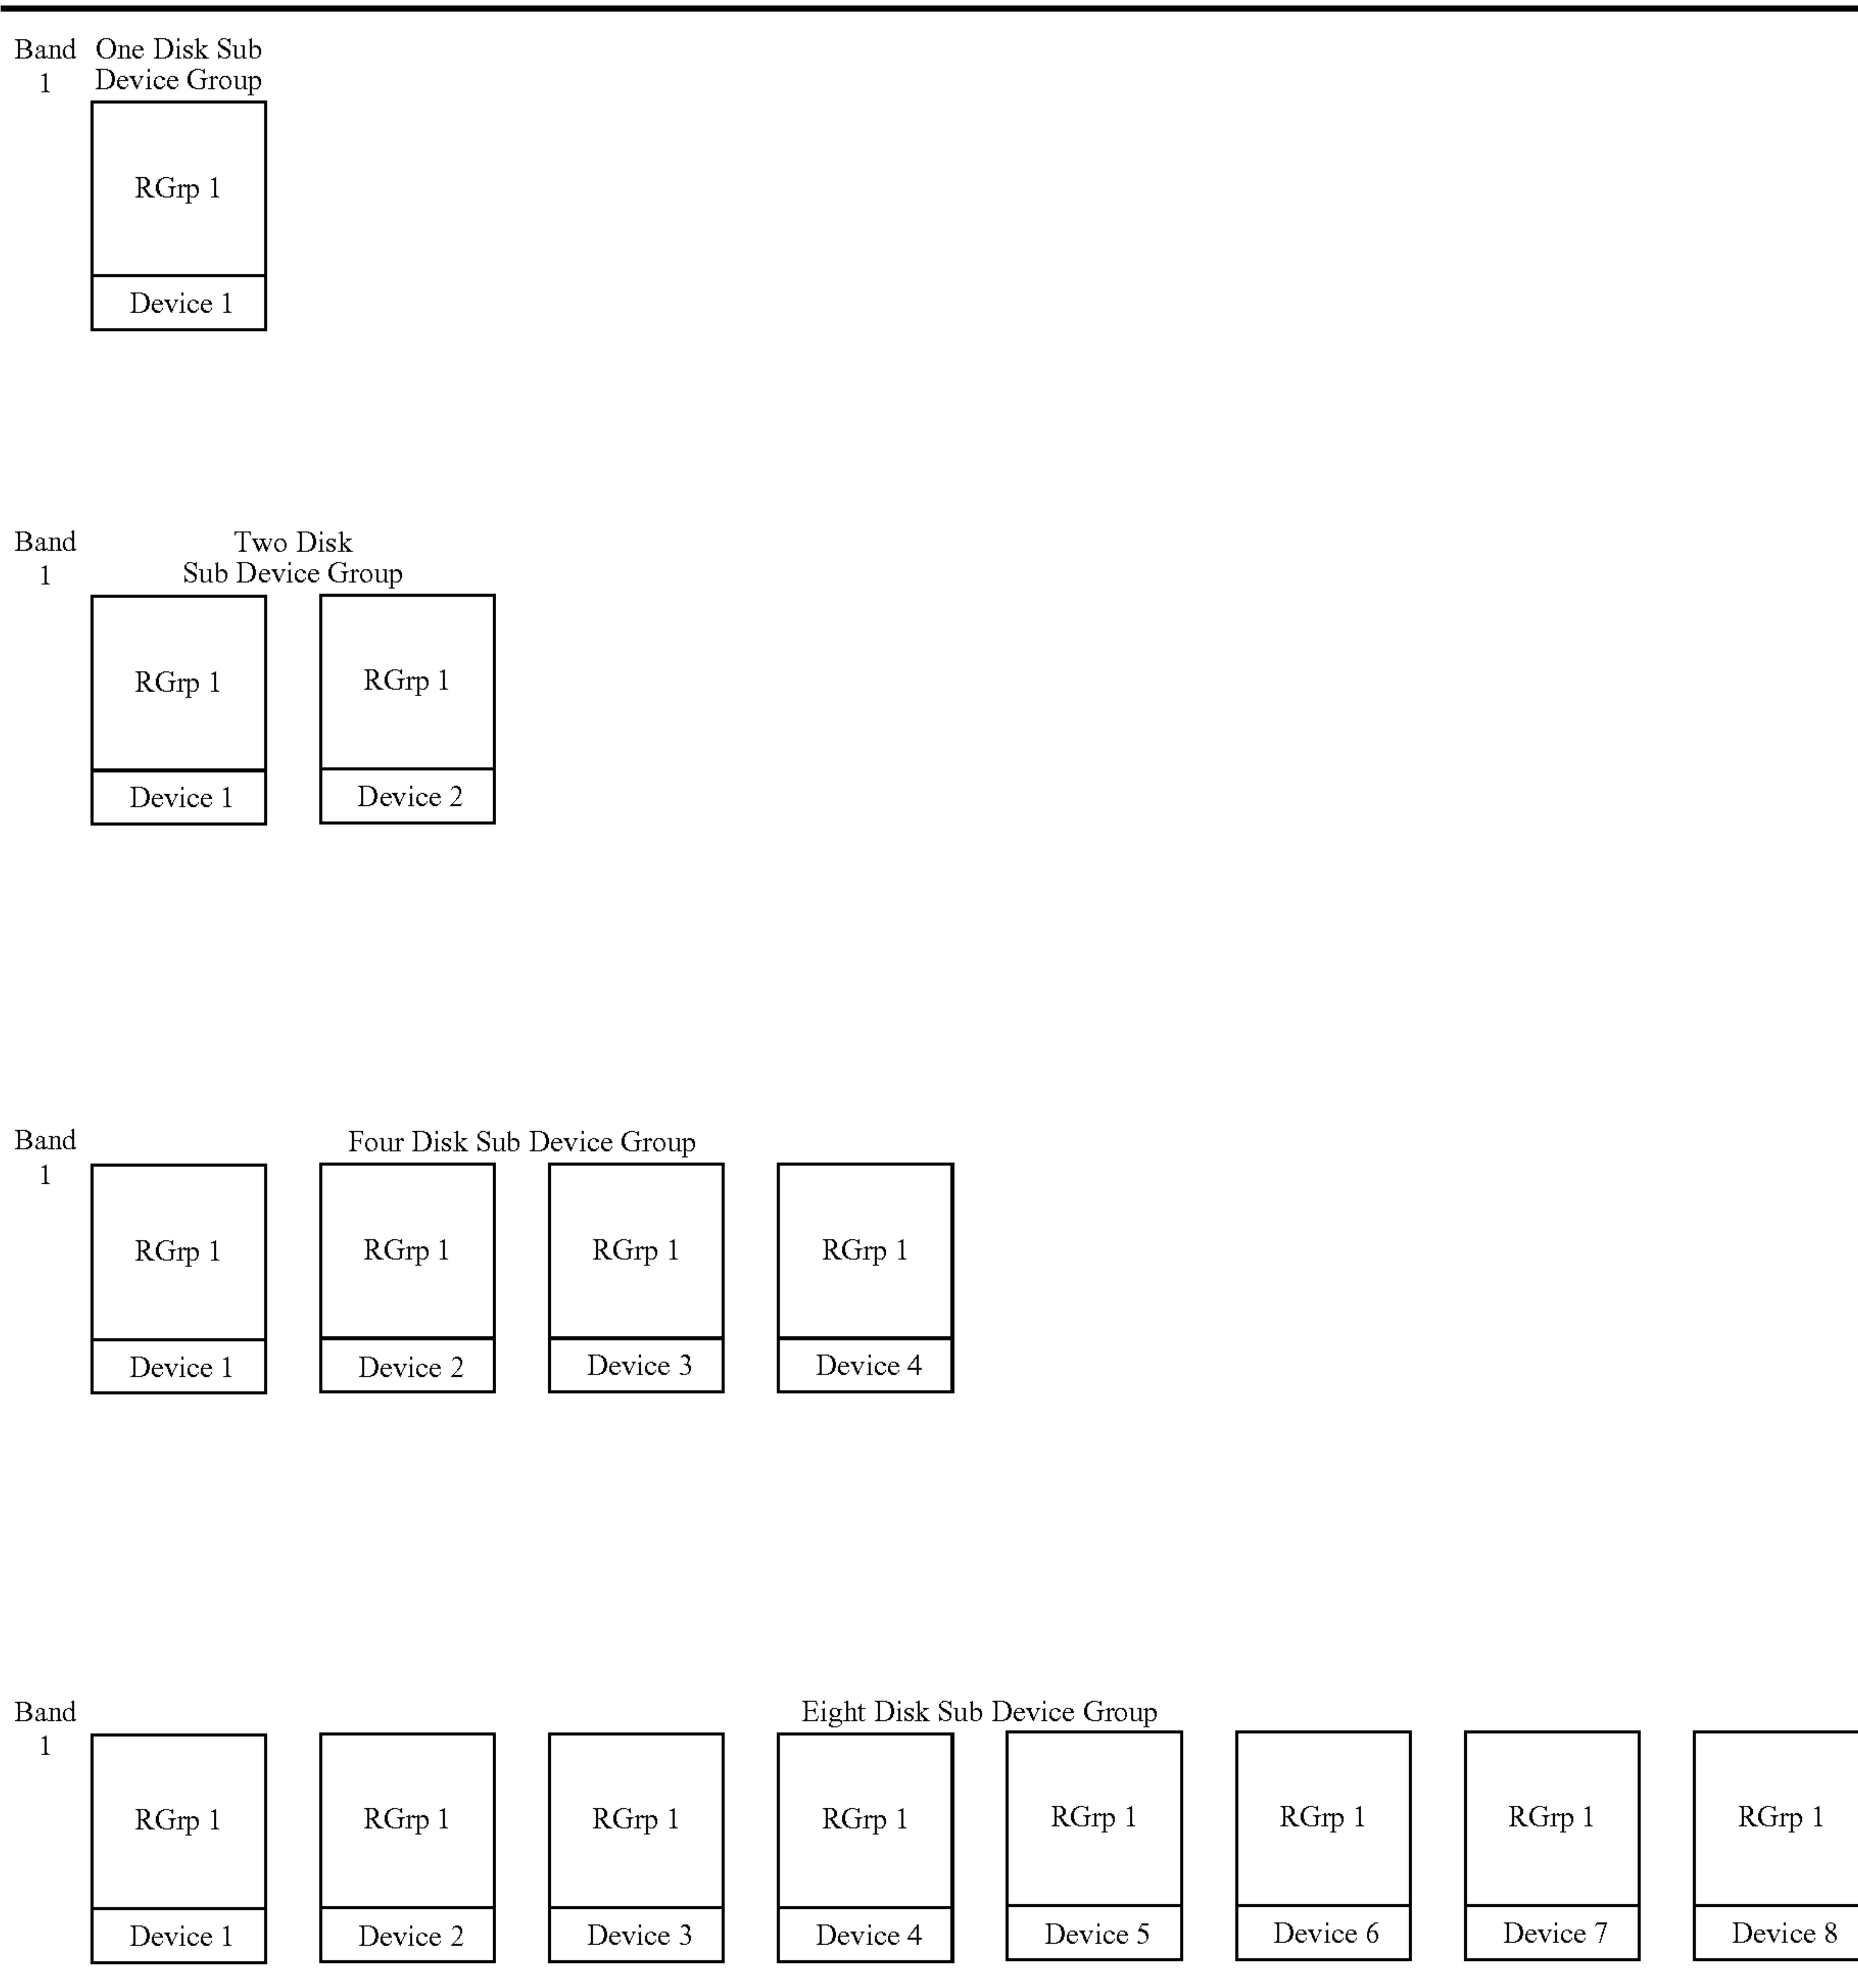 Band One Disk Sub
1 Device Group
RGrp 1
Device 1
Band Two Disk
1 Sub Device Group
RGrp 1 RGrp 1
Device 1 Device 2
Band Four Disk Sub Device Group
1
RGrp 1 RGrp 1 RGrp 1 RGrp 1
Device 1 Device 2 Device 3 Device 4
Band Eight Disk Sub Device Group
1
RGrp 1 RGrp 1 RGrp 1 RGrp 1 RGrp 1 RGrp 1 RGrp 1 RGrp 1
Device 1 Device 2 Device 3 Device 4 Device 5 Device 6 Device 7 Device 8